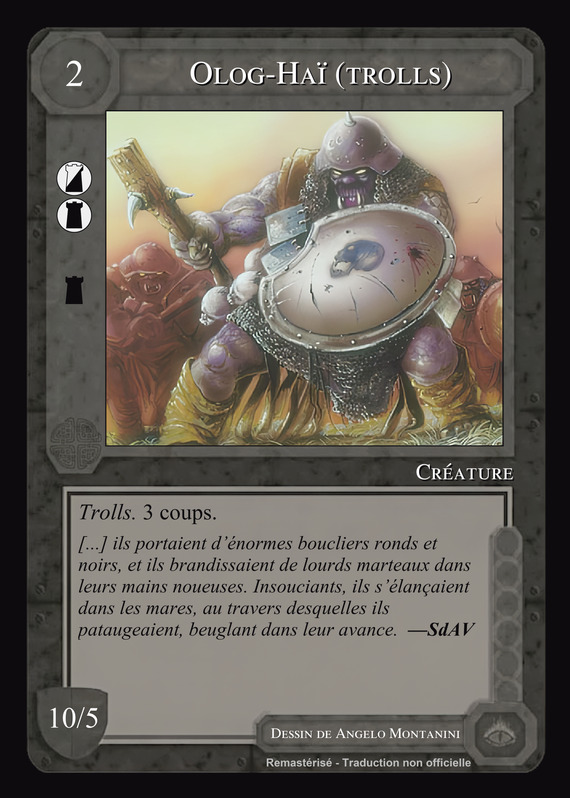 2
Olog-Haï (trolls)
Créature
Trolls. 3 coups.
[...] ils portaient d’énormes boucliers ronds et
noirs, et ils brandissaient de lourds marteaux dans
leurs mains noueuses. Insouciants, ils s’élançaient
dans les mares, au travers desquelles ils
pataugeaient, beuglant dans leur avance. —SdAV
10/5
Dessin de Angelo Montanini
Remastérisé - Traduction non officielle